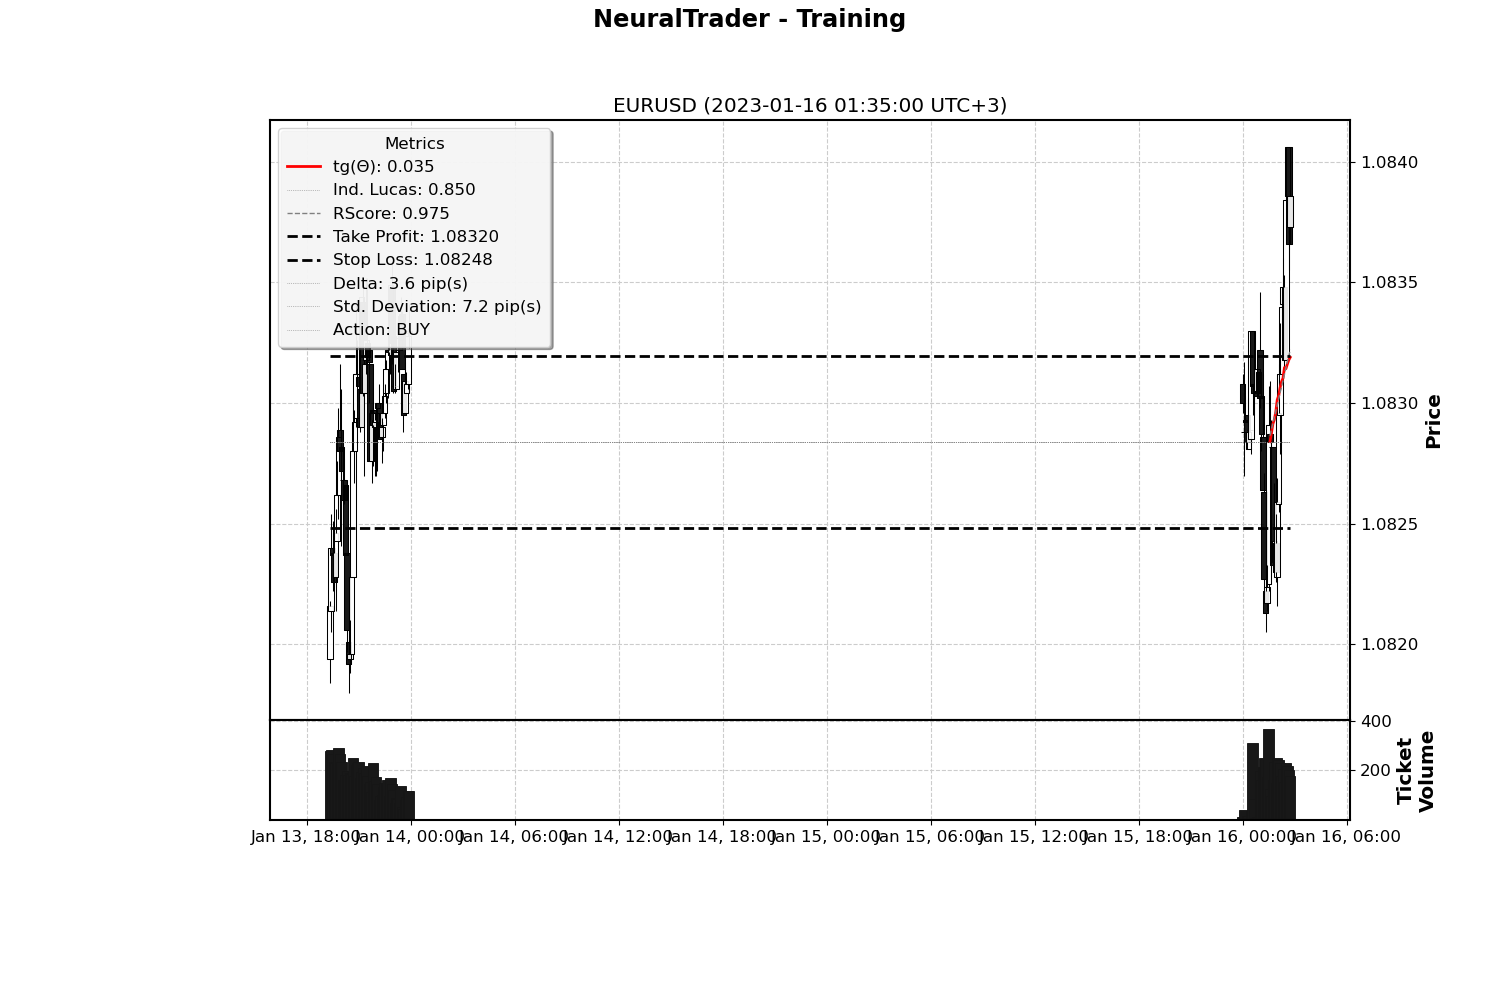 NeuralTrader - Training
EURUSD (2023-01-16 01:35:00 UTC+3)
Metrics
tg(Θ): 0.035
Ind. Lucas: 0.850
RScore: 0.975
Take Profit: 1.08320
Stop Loss: 1.08248
Delta: 3.6 pip(s)
Std. Deviation: 7.2 pip(s)
Action: BUY
1.0840
1.0835
1.0830
1.0825
1.0820
Price
400
200
Ticket
Volume
Jan 13, 18:00
Jan 14, 00:00
Jan 14, 06:00
Jan 14, 12:00
Jan 14, 18:00
Jan 15, 00:00
Jan 15, 06:00
Jan 15, 12:00
Jan 15, 18:00
Jan 16, 00:00
Jan 16, 06:00